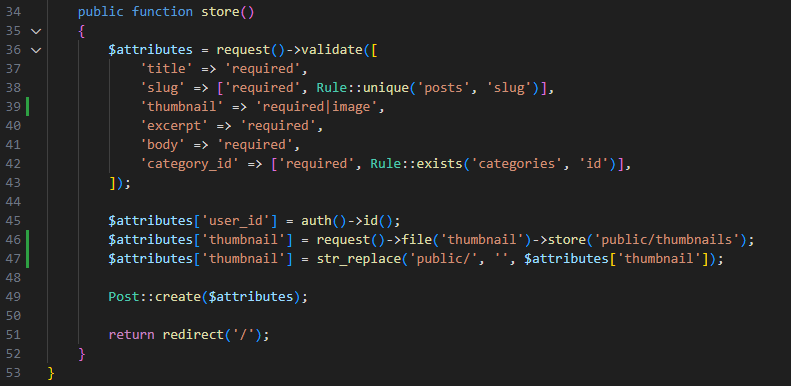 34 public function store()
35 {
36 $attributes = request()->validate([
37 'title' => 'required',
38 'slug' => ['required', Rule::unique('posts', 'slug')],
39 'thumbnail' => 'required|image',
40 'excerpt' => 'required',
41 'body' => 'required',
42 'category_id' => ['required', Rule::exists('categories', 'id')],
43 ]);
44
45 $attributes['user_id'] = auth()->id();
46 $attributes['thumbnail'] = request()->file('thumbnail')->store('public/thumbnails');
47 $attributes['thumbnail'] = str_replace('public/', '', $attributes['thumbnail']);
48
49 Post::create($attributes);
50
51 return redirect('/');
52 }
53 }